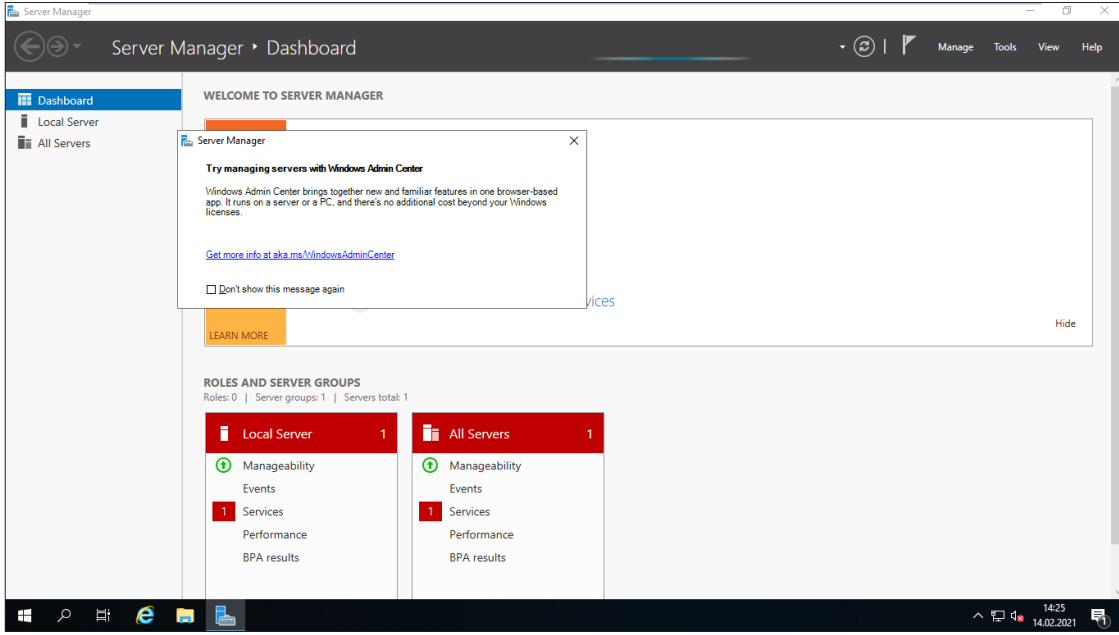 Server Manager
Server Manager • Dashboard
Manage Tools View Help
Dashboard
Local Server
All Servers
WELCOME TO SERVER MANAGER
Server Manager
Try managing servers with Windows Admin Center
Windows Admin Center brings together new and familiar features in one browser-based
app. It runs on a server or a PC, and there's no additional cost beyond your Windows
licenses.
Get more info at aka.ms/WindowsAdminCenter
Don't show this message again
LEARN MORE
Hide
ROLES AND SERVER GROUPS
Roles: 0 | Server groups: 1 | Servers total: 1
Local Server 1
Manageability
Events
1 Services
Performance
BPA results
All Servers 1
Manageability
Events
1 Services
Performance
BPA results
14:25
14.02.2021
1